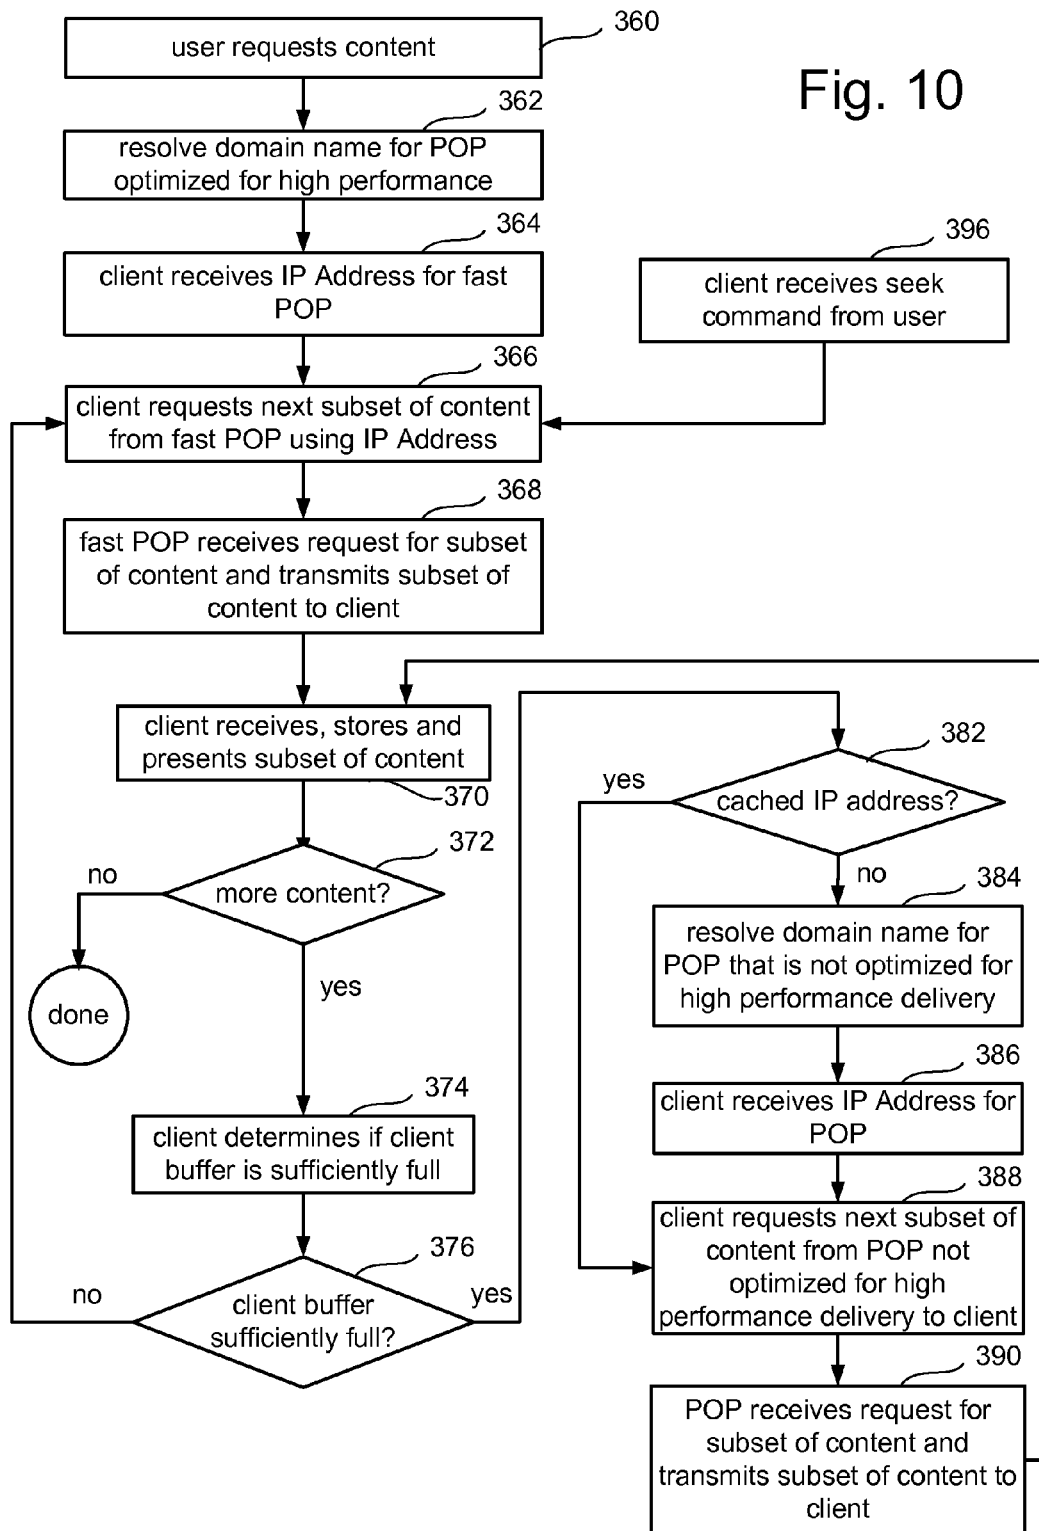 360
user requests content
Fig. 10
362
resolve domain name for POP
optimized for high performance
364
client receives IP Address for fast
POP
396
client receives seek
command from user
366
client requests next subset of content
from fast POP using IP Address
368
fast POP receives request for subset
of content and transmits subset of
content to client
client receives, stores and
presents subset of content
370
382
yes
cached IP address?
no
372
no
more content?
yes
done
384
resolve domain name for
POP that is not optimized for
high performance delivery
386
client receives IP Address for
POP
374
client determines if client
buffer is sufficiently full
388
client requests next subset of
content from POP not
optimized for high
performance delivery to client
376
no
client buffer
sufficiently full?
yes
390
POP receives request for
subset of content and
transmits subset of content to
client